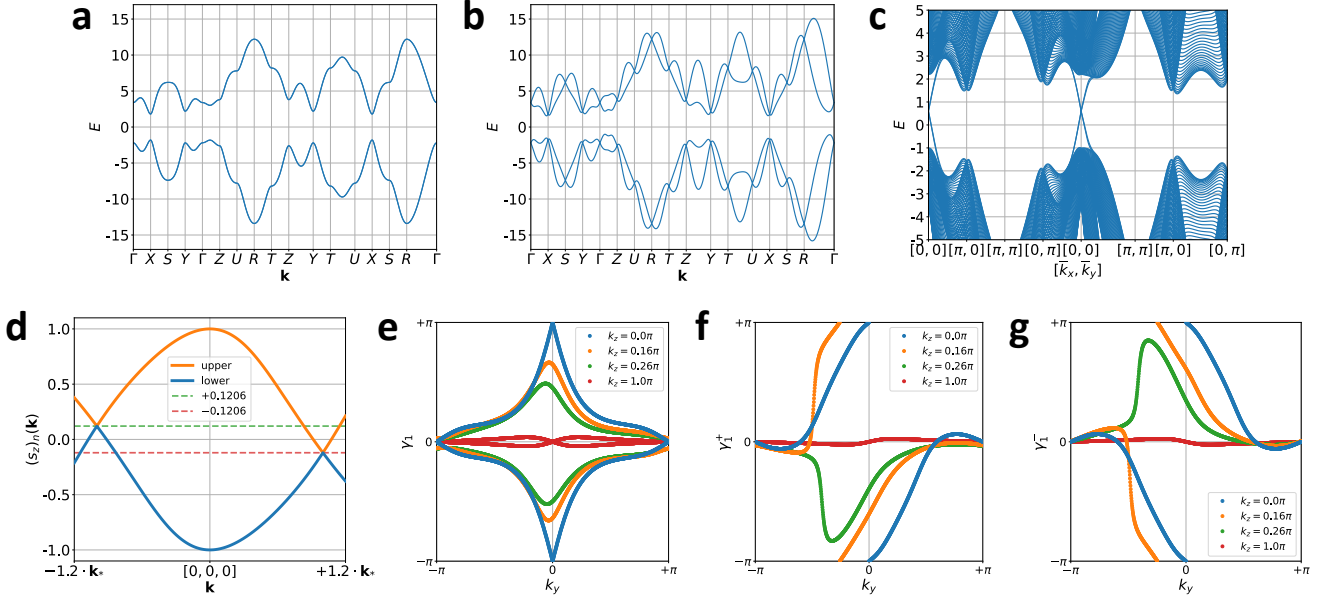 a
15
10
5
0
-5
-10
-15
E
Γ X S Y Γ Z U R T Z Y T U X S R Γ
k
b
15
10
5
0
-5
-10
-15
E
Γ X S Y Γ Z U R T Z Y T U X S R Γ
k
c
5
4
3
2
1
0
-1
-2
-3
-4
-5
E
[0, 0] [π, 0] [π, π] [0, π] [0, 0] [π, π] [π, 0] [0, π]
[k̅x, k̅y]
d
1.0
0.5
0.0
-0.5
-1.0
(sz)n(k)
upper
lower
+0.1206
−0.1206
−1.2 · k* [0, 0, 0] +1.2 · k*
k
e
+π
0
−π
γ1
kz = 0.0π
kz = 0.16π
kz = 0.26π
kz = 1.0π
−π 0 +π
ky
f
+π
0
−π
γ1+
kz = 0.0π
kz = 0.16π
kz = 0.26π
kz = 1.0π
−π 0 +π
ky
g
+π
0
−π
γ1−
kz = 0.0π
kz = 0.16π
kz = 0.26π
kz = 1.0π
−π 0 +π
ky